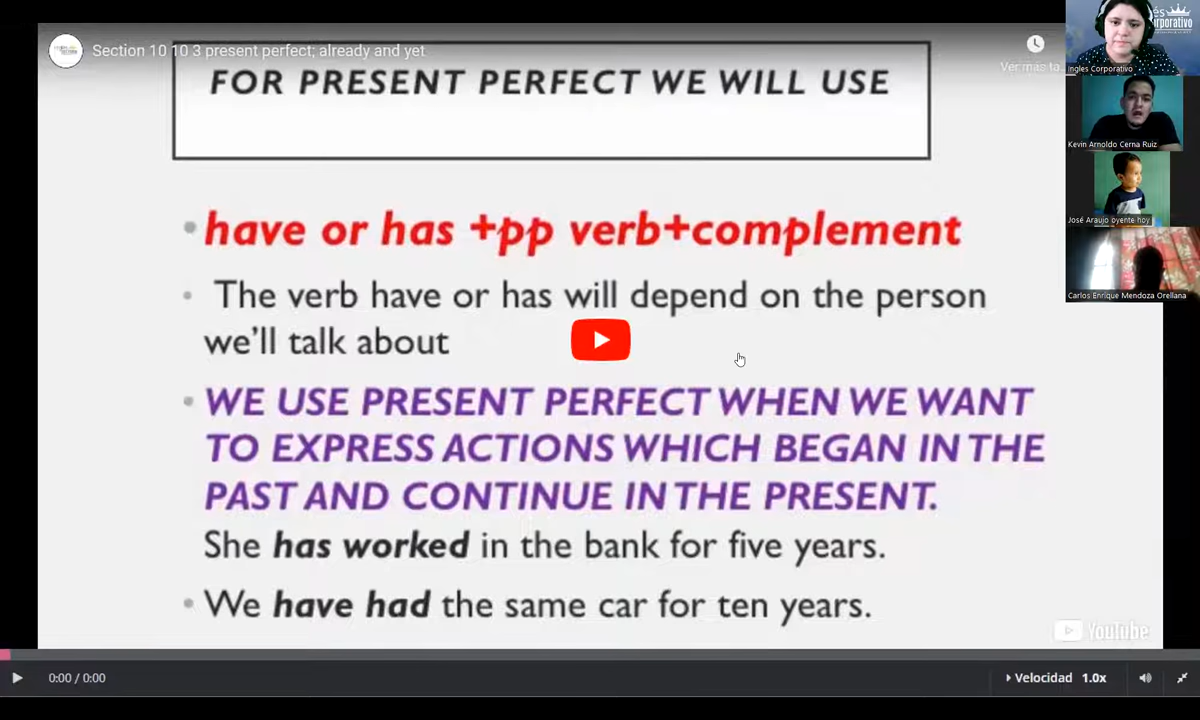 Section 10 10 3 present perfect; already and yet
FOR PRESENT PERFECT WE WILL USE
Ver más ta
és
rporativo
Ingles Corporativo
Kevin Arnoldo Cerna Ruiz
José Araujo oyente hoy
Carlos Enrique Mendoza Orellana
have or has +pp verb+complement
The verb have or has will depend on the person
we'll talk about
WE USE PRESENT PERFECT WHEN WE WANT
TO EXPRESS ACTIONS WHICH BEGAN IN THE
PAST AND CONTINUE IN THE PRESENT.
She has worked in the bank for five years.
We have had the same car for ten years.
YouTube
0:00 / 0:00
Velocidad 1.0x